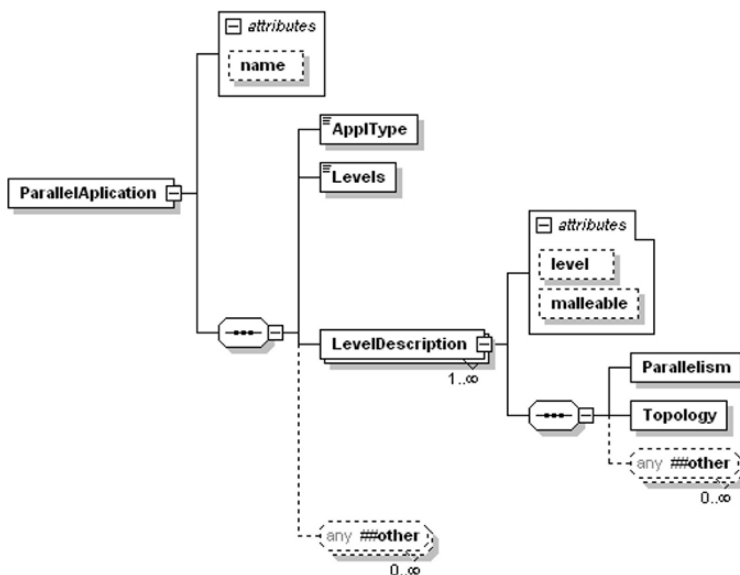 attributes
name
ApplType
Levels
ParallelAplication
attributes
level
malleable
LevelDescription
1..∞
Parallelism
Topology
any ##other
0..∞
any ##other
0..∞